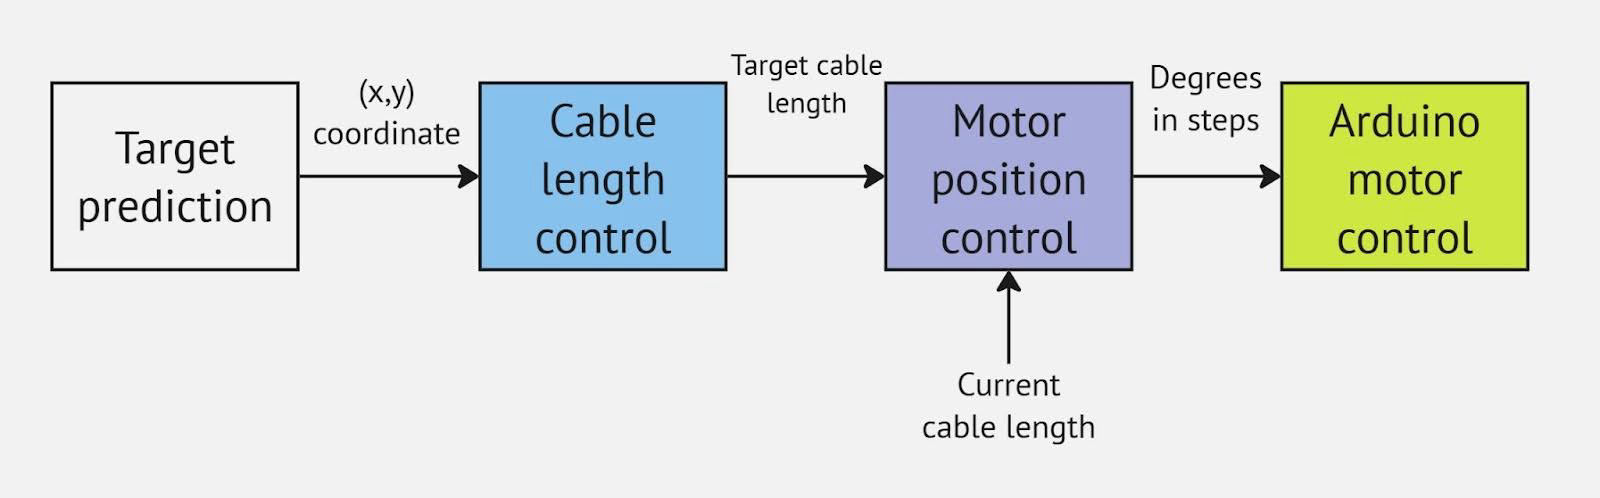 Target
prediction
(x,y)
coordinate
Cable
length
control
Target cable
length
Motor
position
control
Degrees
in steps
Arduino
motor
control
Current
cable length